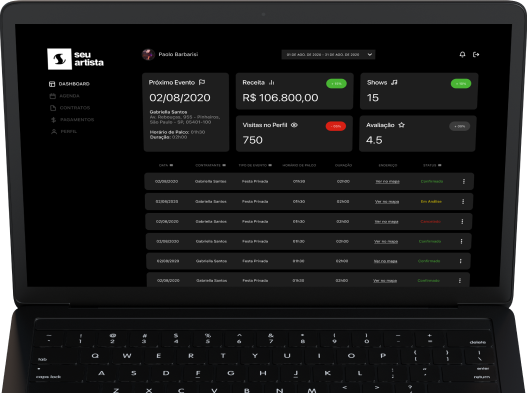 seu
artista
Paolo Barbarisi
01 DE AGO. DE 2020 - 31 DE AGO. DE 2020
DASHBOARD
AGENDA
CONTRATOS
PAGAMENTOS
PERFIL
Próximo Evento
02/08/2020
Gabriella Santos
Av. Rebouças, 955 - Pinheiros,
São Paulo - SP, 05401-100
Horário de Palco: 01h30
Duração: 02h00
Receita
R$ 106.800,00
Shows
15
Visitas no Perfil
750
Avaliação
4.5
DATA CONTRATANTE TIPO DE EVENTO HORÁRIO DE PALCO DURAÇÃO ENDEREÇO STATUS
02/08/2020 Gabriella Santos Festa Privada 01h30 02h00 Ver no mapa Confirmado
02/08/2020 Gabriella Santos Festa Privada 01h30 02h00 Ver no mapa Em Análise
02/08/2020 Gabriella Santos Festa Privada 01h30 02h00 Ver no mapa
02/08/2020 Gabriella Santos Festa Privada 01h30 02h00 Ver no mapa Confirmado
02/08/2020 Gabriella Santos Festa Privada 01h30 02h00 Ver no mapa Confirmado
02/08/2020 Gabriella Santos Festa Privada 01h30 02h00 Ver no mapa Confirmado
~ ! @ # $ % ^ & * ( ) _ +
delete
tab Q W E R T Y U I O P
caps lock A S D F G H J K L
enter
return
Z X C V B N M < > ?